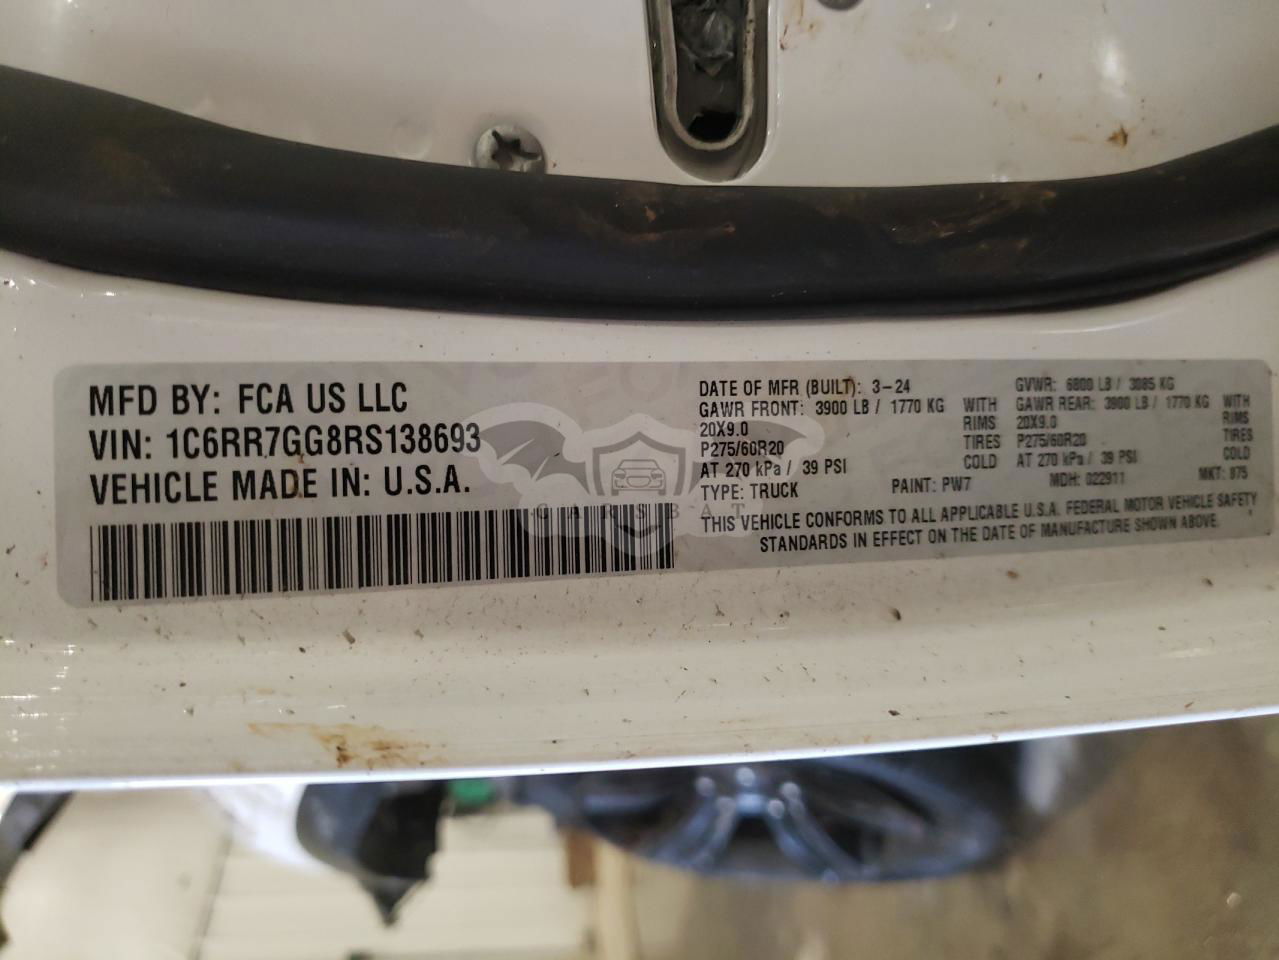 MFD BY: FCA US LLC
VIN: 1C6RR7GG8RS138693
VEHICLE MADE IN: U.S.A.
DATE OF MFR (BUILT): 3-24 GVWR: 6800 LB / 3085 KG
GAWR FRONT: 3900 LB / 1770 KG WITH GAWR REAR: 3900 LB / 1770 KG WITH
20X9.0 RIMS 20X9.0 RIMS
P275/60R20 TIRES P275/60R20 TIRES
AT 270 kPa / 39 PSI COLD AT 270 kPa / 39 PSI COLD
TYPE: TRUCK PAINT: PW7 MDH: 022911 MKT: 875
THIS VEHICLE CONFORMS TO ALL APPLICABLE U.S.A. FEDERAL MOTOR VEHICLE SAFETY
STANDARDS IN EFFECT ON THE DATE OF MANUFACTURE SHOWN ABOVE.
CARSBAT